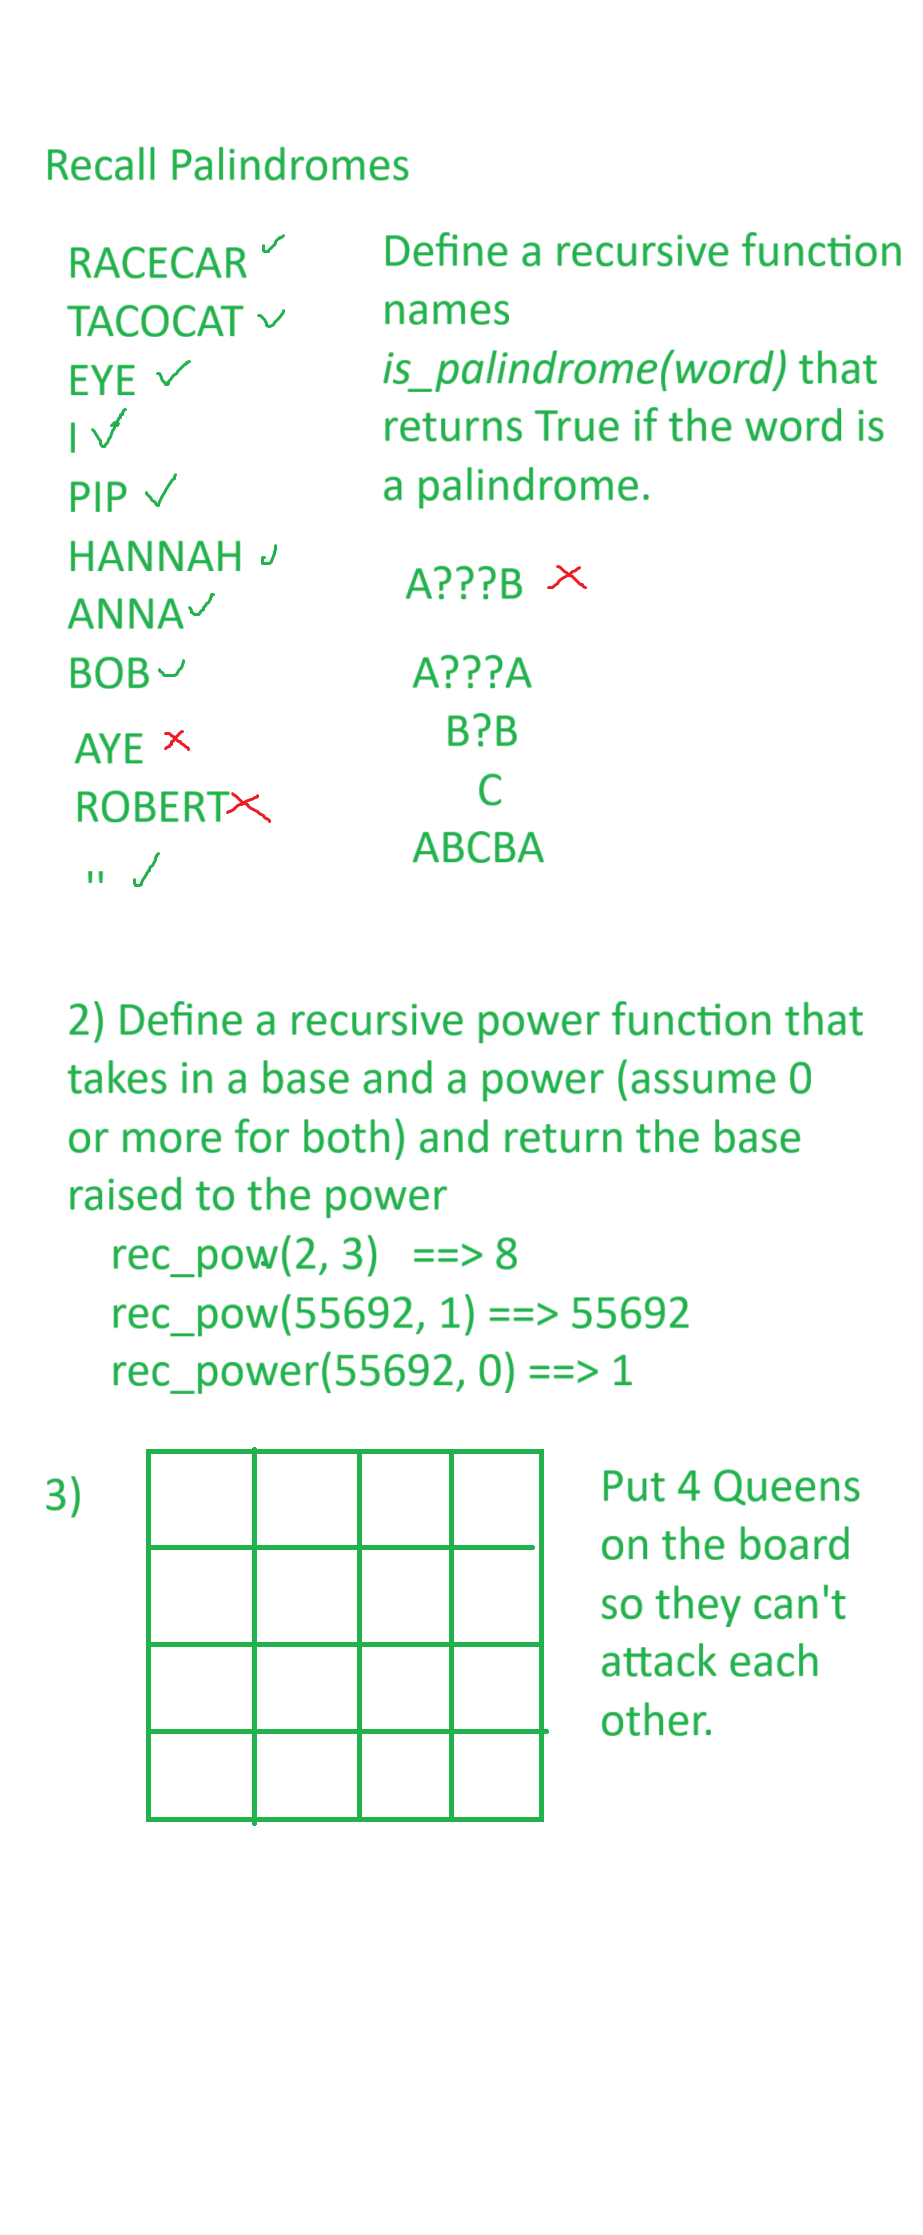 Recall Palindromes
RACECAR
TACOCAT
EYE
I
PIP
HANNAH
ANNA
BOB
AYE
ROBERT
''
Define a recursive function
names
is_palindrome(word) that
returns True if the word is
a palindrome.
A???B
A???A
B?B
C
ABCBA
2) Define a recursive power function that
takes in a base and a power (assume 0
or more for both) and return the base
raised to the power
rec_pow(2, 3) ==> 8
rec_pow(55692, 1) ==> 55692
rec_power(55692, 0) ==> 1
3)
Put 4 Queens
on the board
so they can't
attack each
other.